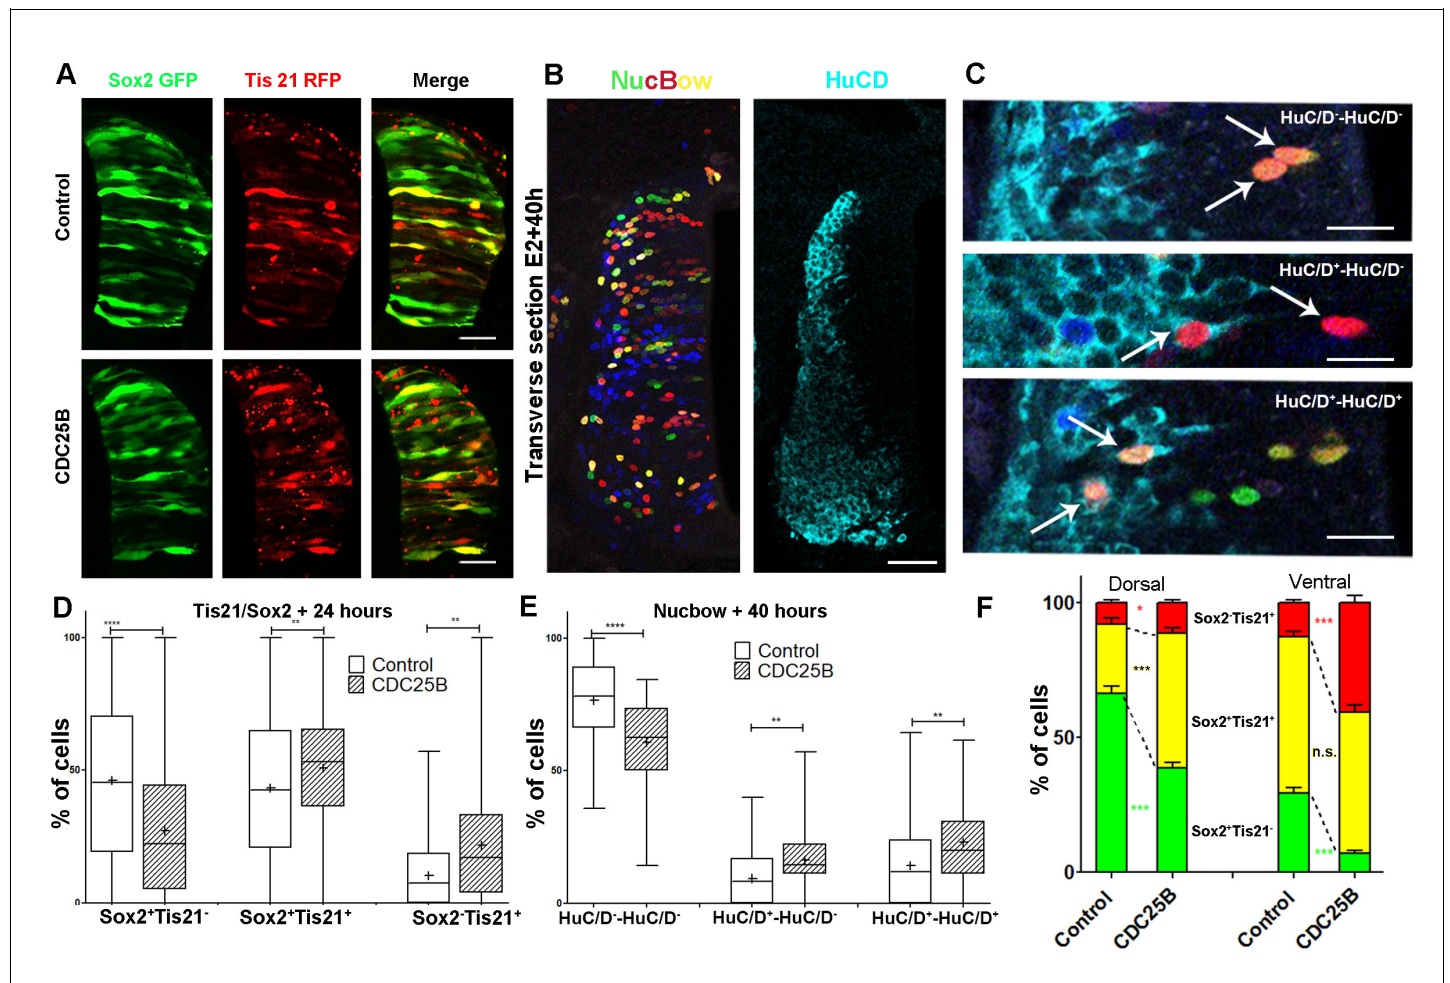 A
Sox2 GFP
Tis 21 RFP
Merge
Control
CDC25B
B
NucBow
HuCD
Transverse section E2+40h
C
HuC/D⁻-HuC/D⁻
HuC/D⁺-HuC/D⁻
HuC/D⁺-HuC/D⁺
D
Tis21/Sox2 + 24 hours
% of cells
100
50
0
****
**
**
Control
CDC25B
Sox2⁺Tis21⁻
Sox2⁺Tis21⁺
Sox2⁻Tis21⁺
E
Nucbow + 40 hours
% of cells
100
50
0
****
**
**
Control
CDC25B
HuC/D⁻-HuC/D⁻
HuC/D⁺-HuC/D⁻
HuC/D⁺-HuC/D⁺
F
Dorsal
Ventral
% of cells
100
50
0
*
***
***
Sox2⁻Tis21⁺
Sox2⁺Tis21⁺
Sox2⁺Tis21⁻
***
n.s.
***
Control
CDC25B
Control
CDC25B